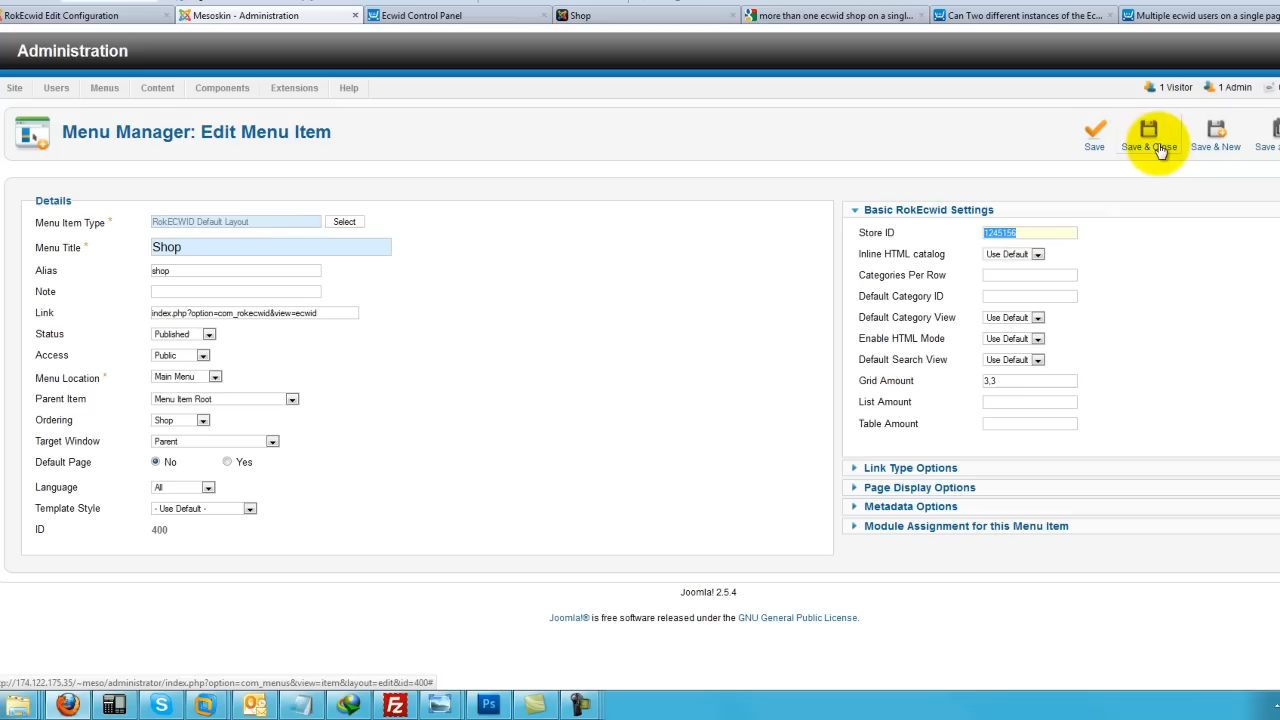 RokEcwid Edit Configuration × Mesoskin - Administration × Ecwid Control Panel × Shop × more than one ecwid shop on a singl... × Can Two different instances of the Ec... × Multiple ecwid users on a single pag
Administration
Site Users Menus Content Components Extensions Help 1 Visitor 1 Admin
Menu Manager: Edit Menu Item
Save Save & Close Save & New Save a
Details
Menu Item Type * RokECWID Default Layout Select
Menu Title * Shop
Alias shop
Note
Link index.php?option=com_rokecwid&view=ecwid
Status Published
Access Public
Menu Location * Main Menu
Parent Item Menu Item Root
Ordering Shop
Target Window Parent
Default Page No Yes
Language All
Template Style - Use Default -
ID 400
Basic RokEcwid Settings
Store ID 1245156
Inline HTML catalog Use Default
Categories Per Row
Default Category ID
Default Category View Use Default
Enable HTML Mode Use Default
Default Search View Use Default
Grid Amount 3,3
List Amount
Table Amount
Link Type Options
Page Display Options
Metadata Options
Module Assignment for this Menu Item
Joomla! 2.5.4
Joomla!® is free software released under the GNU General Public License.
tp://174.122.175.35/~meso/administrator/index.php?option=com_menus&view=item&layout=edit&id=400#
S
Fz
Ps